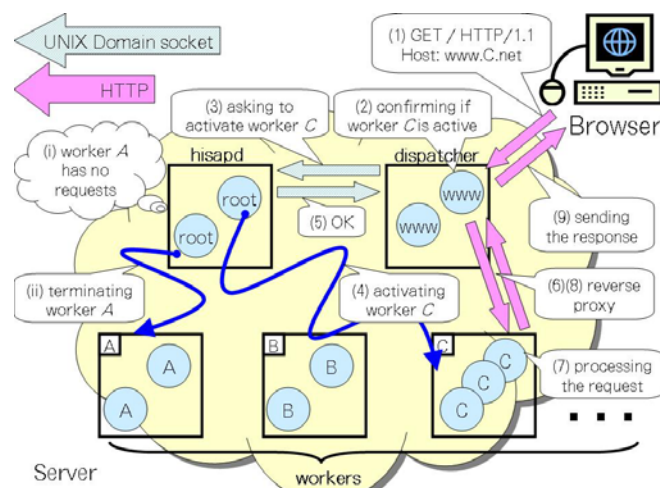 UNIX Domain socket
HTTP
(1) GET / HTTP/1.1
Host: www.C.net
Browser
(3) asking to
activate worker C
(2) confirming if
worker C is active
(i) worker A
has no
requests
hisapd
dispatcher
root
root
www
www
(5) OK
(9) sending
the response
(ii) terminating
worker A
(4) activating
worker C
(6)(8) reverse
proxy
(7) processing
the request
A
A
A
B
B
B
C
C
C
C
Server
workers